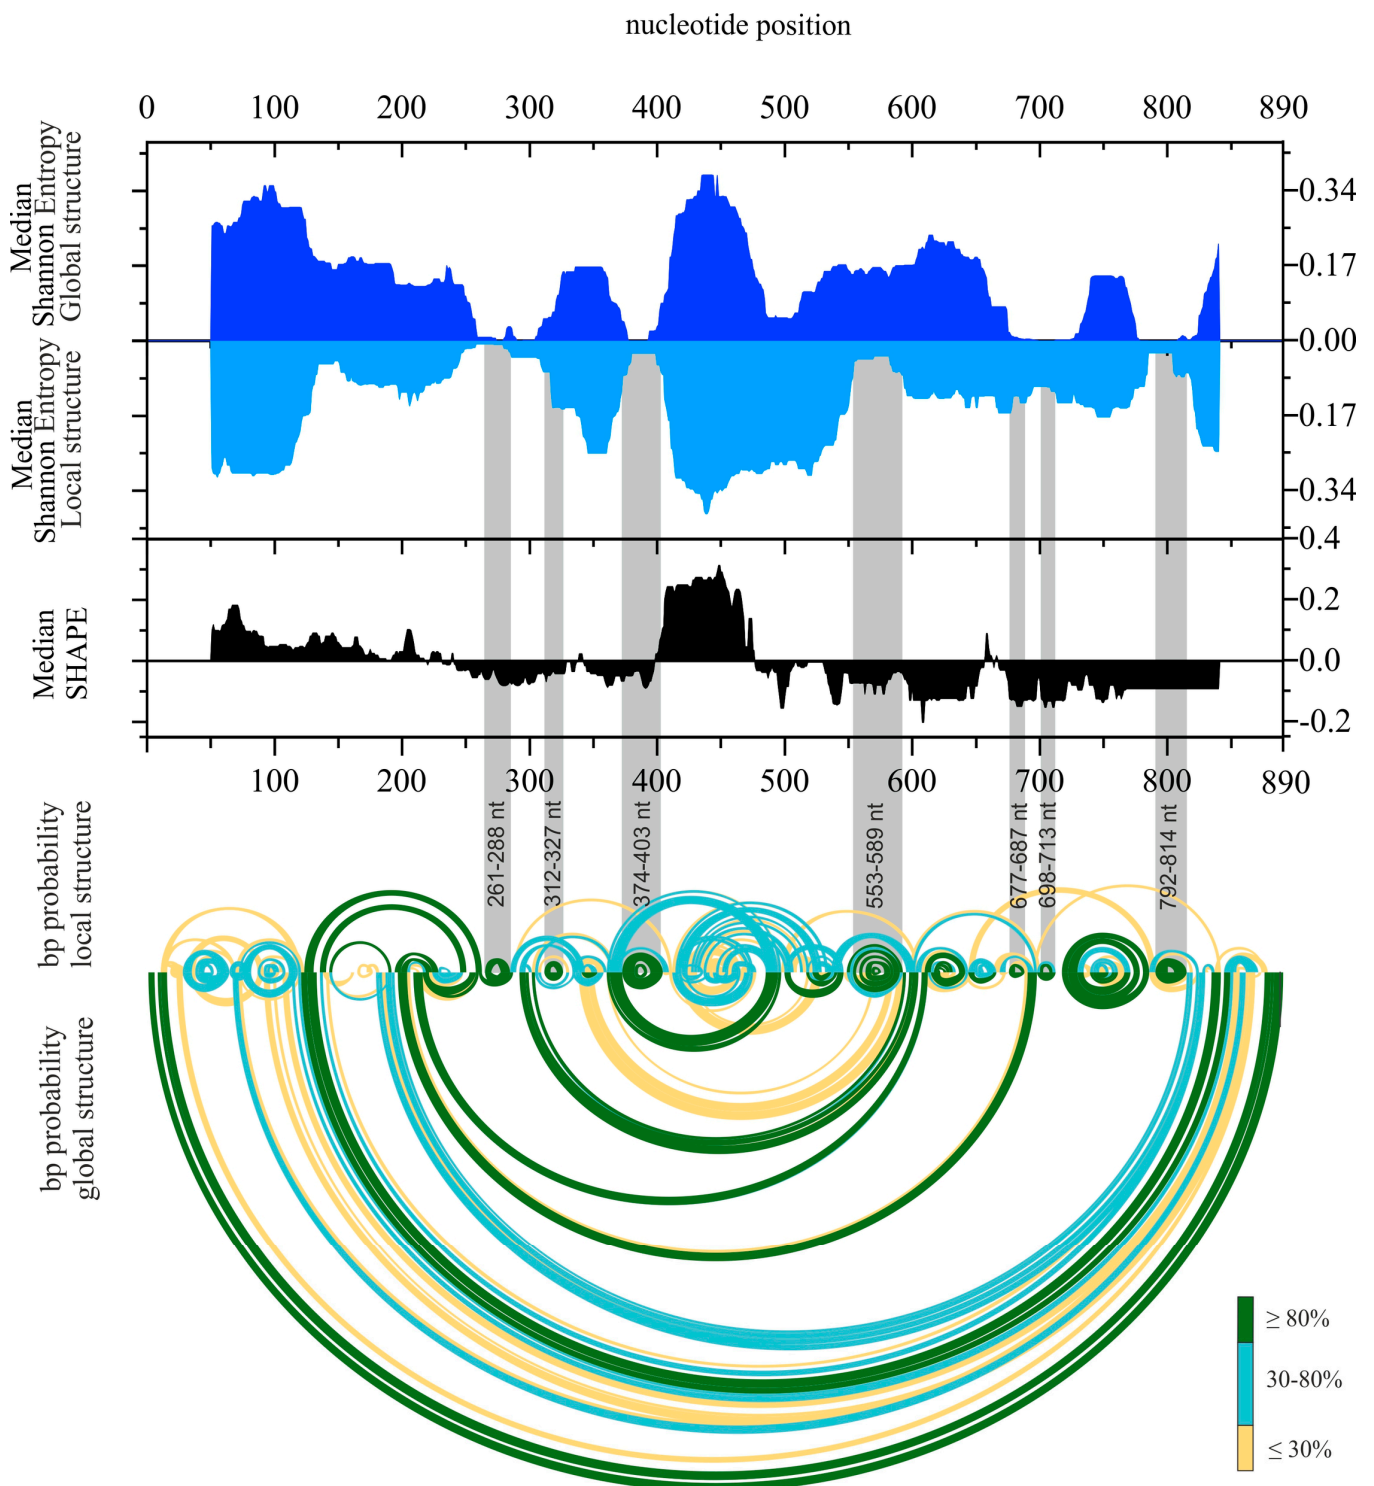 nucleotide position
0 100 200 300 400 500 600 700 800 890
Median
Shannon Entropy
Global structure
0.34
0.17
0.00
Median
Shannon Entropy
Local structure
0.17
0.34
0.4
Median
SHAPE
0.2
0.0
-0.2
100 200 300 400 500 600 700 800 890
bp probability
local structure
261-288 nt
312-327 nt
374-403 nt
553-589 nt
677-687 nt
698-713 nt
792-814 nt
bp probability
global structure
≥ 80%
30-80%
≤ 30%